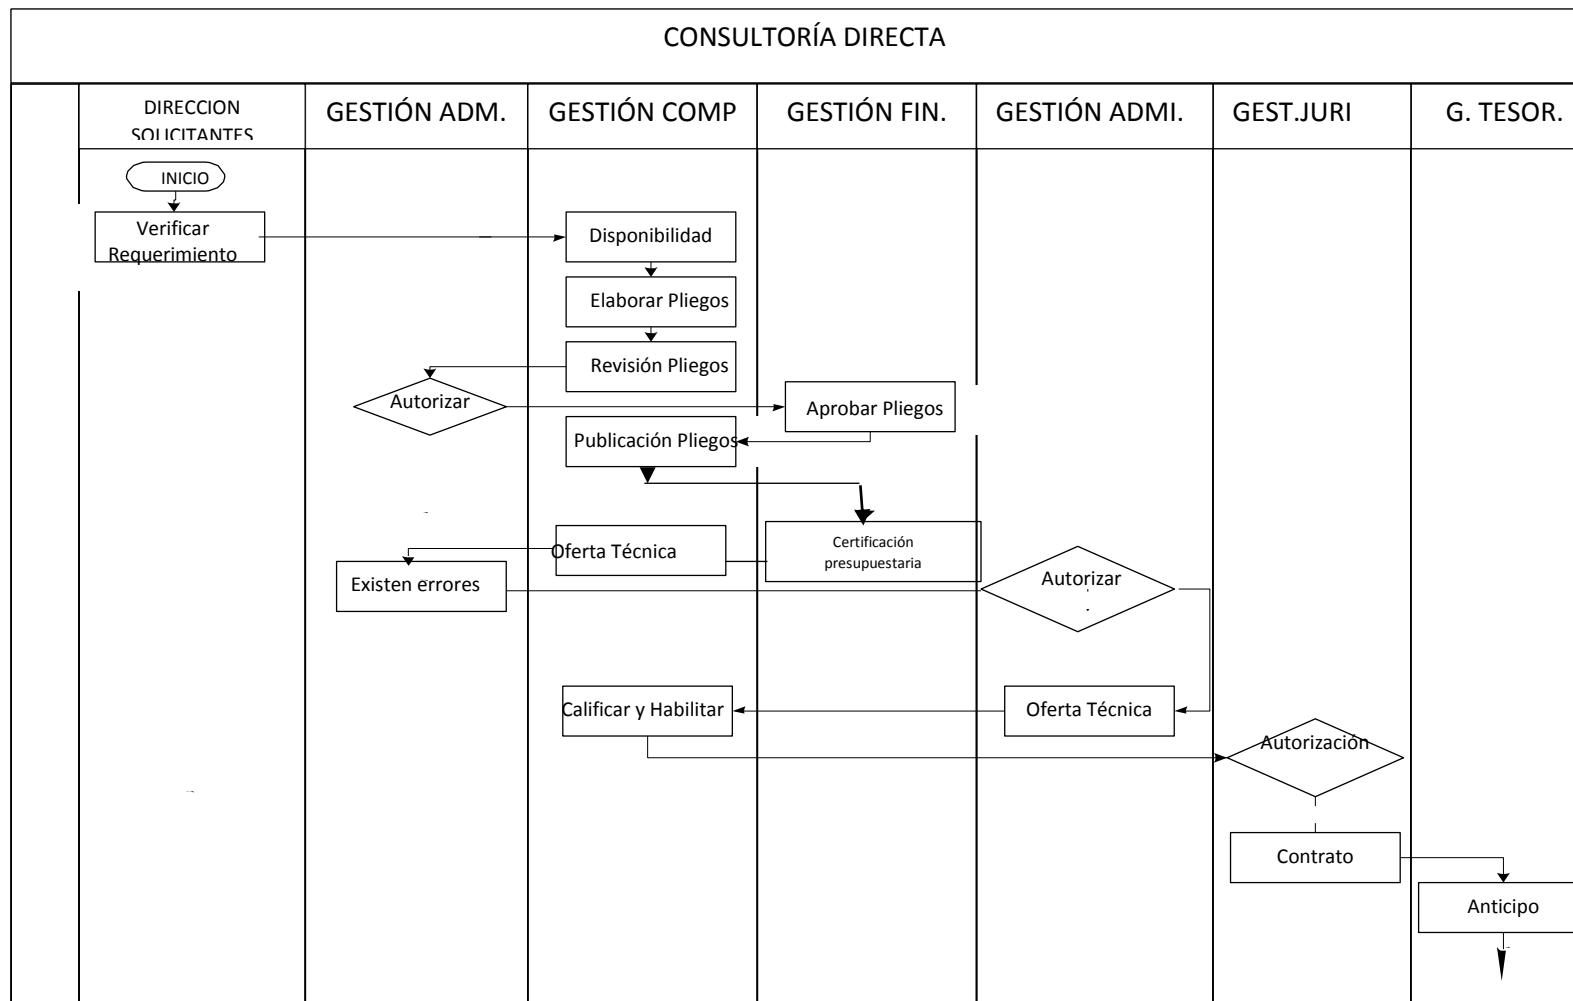 CONSULTORÍA DIRECTA
DIRECCION
SOLICITANTES
GESTIÓN ADM.
GESTIÓN COMP
GESTIÓN FIN.
GESTIÓN ADMI.
GEST.JURI
G. TESOR.
INICIO
Verificar
Requerimiento
Disponibilidad
Elaborar Pliegos
Revisión Pliegos
Autorizar
Aprobar Pliegos
Publicación Pliegos
Oferta Técnica
Certificación
presupuestaria
Existen errores
Autorizar
Calificar y Habilitar
Oferta Técnica
Autorización
Contrato
Anticipo